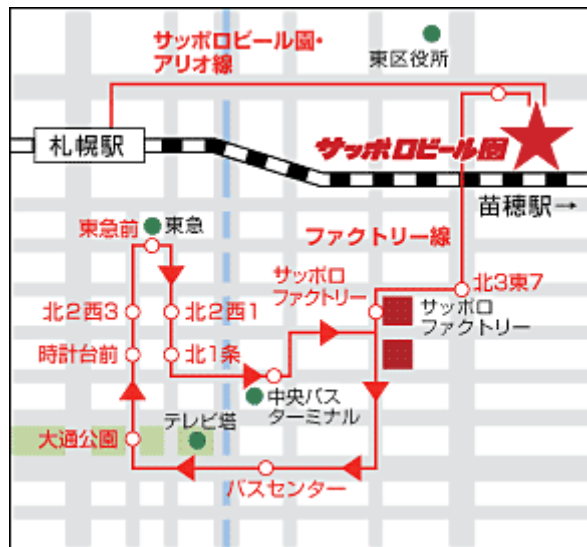 サッポロビール園・
アリオ線
東区役所
札幌駅
サッポロビール園
苗穂駅→
東急前
東急
ファクトリー線
サッポロ
ファクトリー
北3東7
北2西3
北2西1
サッポロ
ファクトリー
時計台前
北1条
中央バス
ターミナル
テレビ塔
大通公園
バスセンター